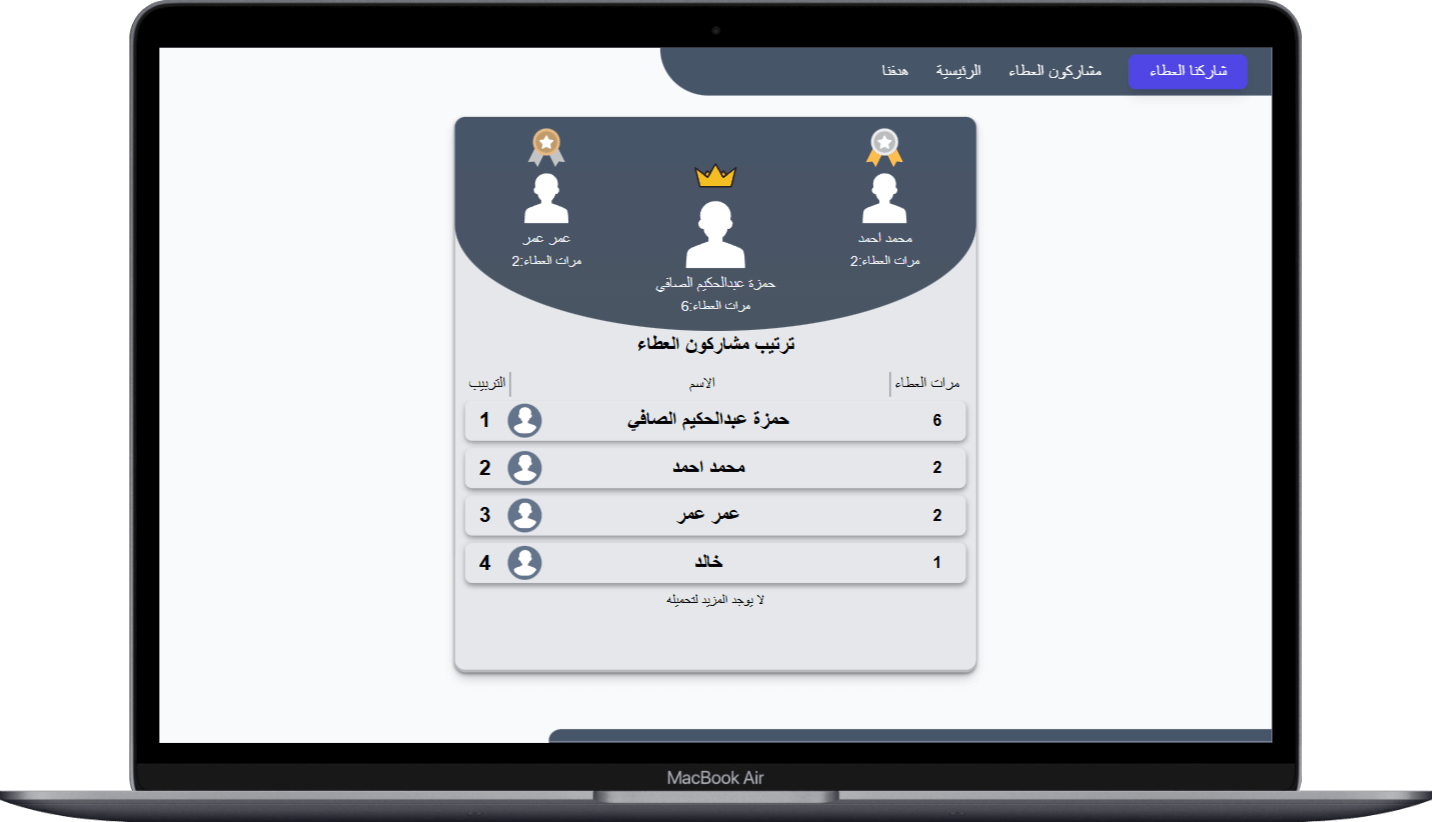 شاركنا العطاء
مشاركون العطاء
الرئيسية
هدفنا
محمد احمد
مرات العطاء:2
حمزة عبدالحكيم الصافي
مرات العطاء:6
عمر عمر
مرات العطاء:2
ترتيب مشاركون العطاء
مرات العطاء الاسم التربيب
6 حمزة عبدالحكيم الصافي 1
2 محمد احمد 2
2 عمر عمر 3
1 خالد 4
لا يوجد المزيد لتحميله
MacBook Air